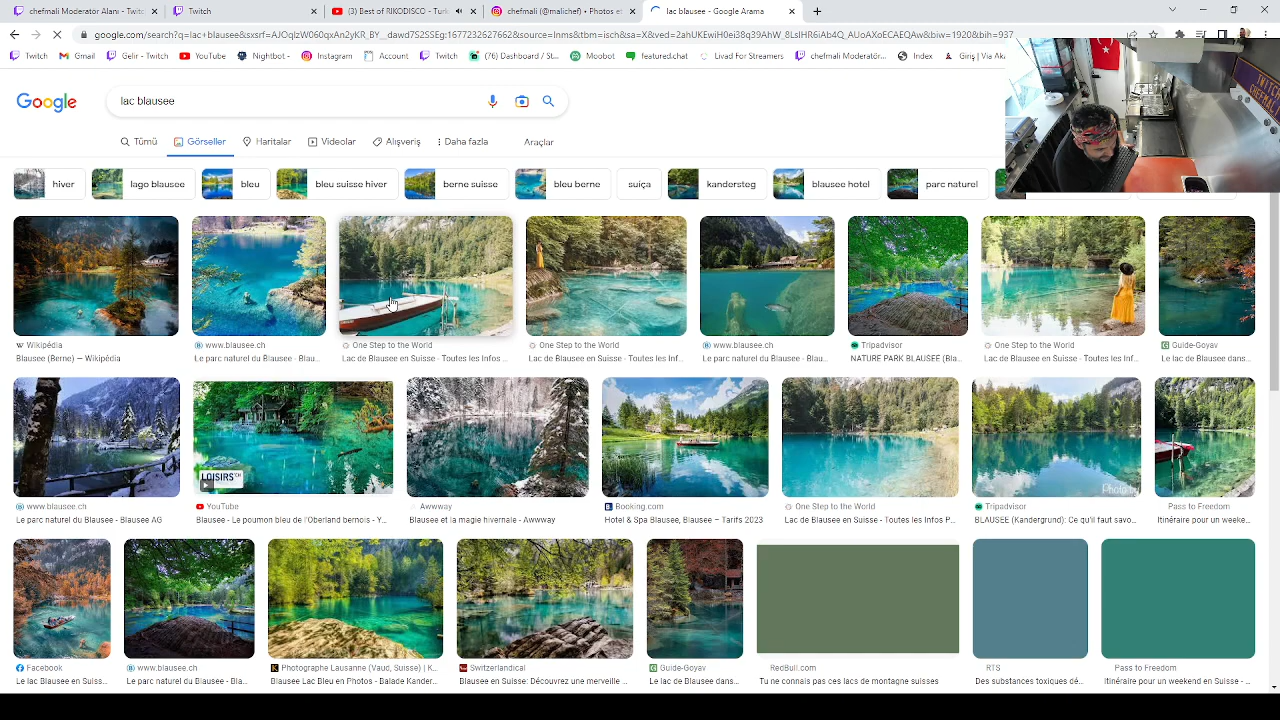 chefmali Moderatör Alanı - Twitc
Twitch
(3) Best of RIKODISCO - Turk
chefmali (@malichef) • Photos et
lac blausee - Google Arama
google.com/search?q=lac+blausee&sxsrf=AJOqlzW060qxAn2yKR_BY__dawd7S2SSEg:1677232627662&source=lnms&tbm=isch&sa=X&ved=2ahUKEwiH0ei38q39AhW_8LsIHR6iAb4Q_AUoAXoECAEQAw&biw=1920&bih=937
Twitch
Gmail
Gelir - Twitch
YouTube
Nightbot -
Instagram
Account
Twitch
(76) Dashboard / St...
Moobot
featured.chat
Livad For Streamers
chefmali Moderatör...
Index
Giriş | Via Aka
Google
lac blausee
Tümü
Görseller
Haritalar
Videolar
Alışveriş
Daha fazla
Araçlar
hiver
lago blausee
bleu
bleu suisse hiver
berne suisse
bleu berne
suiça
kandersteg
blausee hotel
parc naturel
Wikipédia
Blausee (Berne) — Wikipédia
www.blausee.ch
Le parc naturel du Blausee - Blau...
One Step to the World
Lac de Blausee en Suisse - Toutes les Infos ...
One Step to the World
Lac de Blausee en Suisse - Toutes les Inf...
www.blausee.ch
Le parc naturel du Blausee - Blau...
Tripadvisor
NATURE PARK BLAUSEE (Bla...
One Step to the World
Lac de Blausee en Suisse - Toutes les Inf...
Guide-Goyav
Le lac de Blausee dans...
www.blausee.ch
Le parc naturel du Blausee - Blausee AG
LOISIRS.CH
YouTube
Blausee - Le poumon bleu de l'Oberland bernois - Y...
Awwway
Blausee et la magie hivernale - Awwway
Booking.com
Hotel & Spa Blausee, Blausee – Tarifs 2023
One Step to the World
Lac de Blausee en Suisse - Toutes les Infos P...
Photo by
Tripadvisor
BLAUSEE (Kandergrund): Ce qu'il faut savo...
Pass to Freedom
Itinéraire pour un weeke...
Facebook
Le lac Blausee en Suiss...
www.blausee.ch
Le parc naturel du Blausee - Bla...
Photographe Lausanne (Vaud, Suisse) | K...
Blausee Lac Bleu en Photos - Balade Kander...
Switzerlandical
Blausee en Suisse: Découvrez une merveille ...
Guide-Goyav
Le lac de Blausee dans...
RedBull.com
Tu ne connais pas ces lacs de montagne suisses
RTS
Des substances toxiques dé...
Pass to Freedom
Itinéraire pour un weekend en Suisse - ...